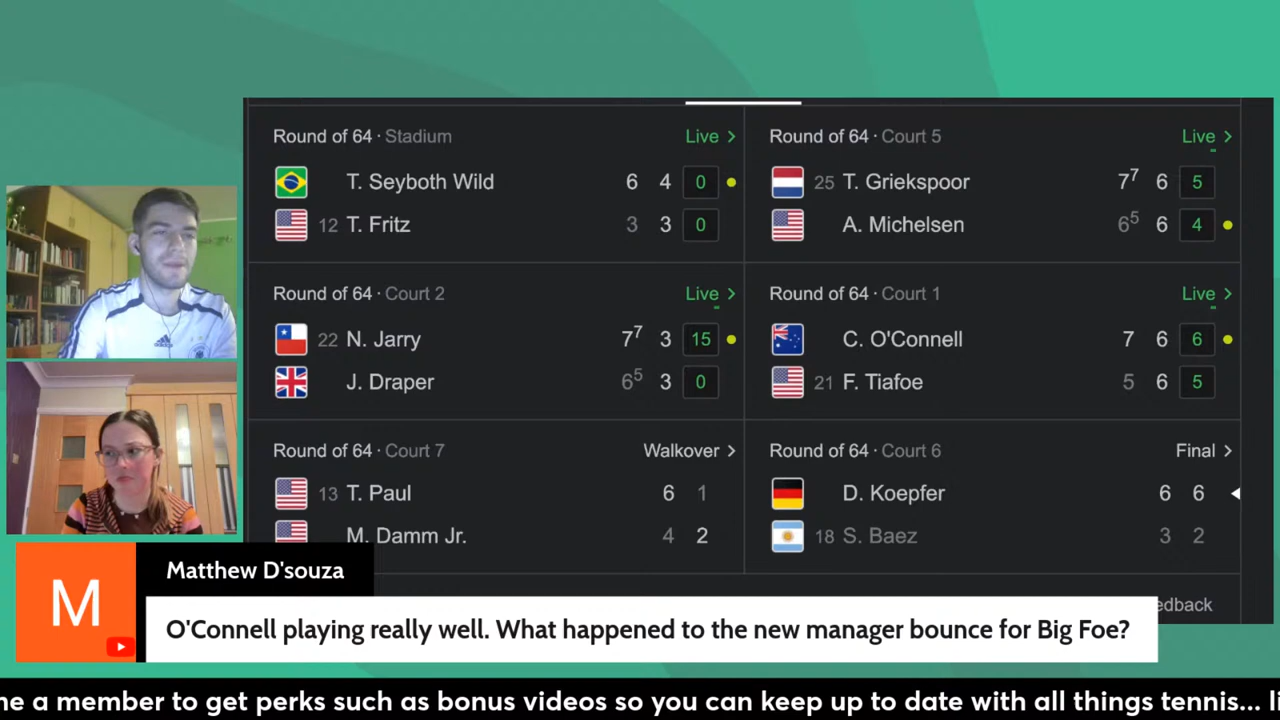 Round of 64 · Stadium Live
T. Seyboth Wild 6 4 0
12 T. Fritz 3 3 0
Round of 64 · Court 5 Live
25 T. Griekspoor 7⁷ 6 5
A. Michelsen 6⁵ 6 4
Round of 64 · Court 2 Live
22 N. Jarry 7⁷ 3 15
J. Draper 6⁵ 3 0
Round of 64 · Court 1 Live
C. O'Connell 7 6 6
21 F. Tiafoe 5 6 5
Round of 64 · Court 7 Walkover
13 T. Paul 6 1
M. Damm Jr. 4 2
Round of 64 · Court 6 Final
D. Koepfer 6 6
18 S. Baez 3 2
edback
M
Matthew D'souza
O'Connell playing really well. What happened to the new manager bounce for Big Foe?
ne a member to get perks such as bonus videos so you can keep up to date with all things tennis... li